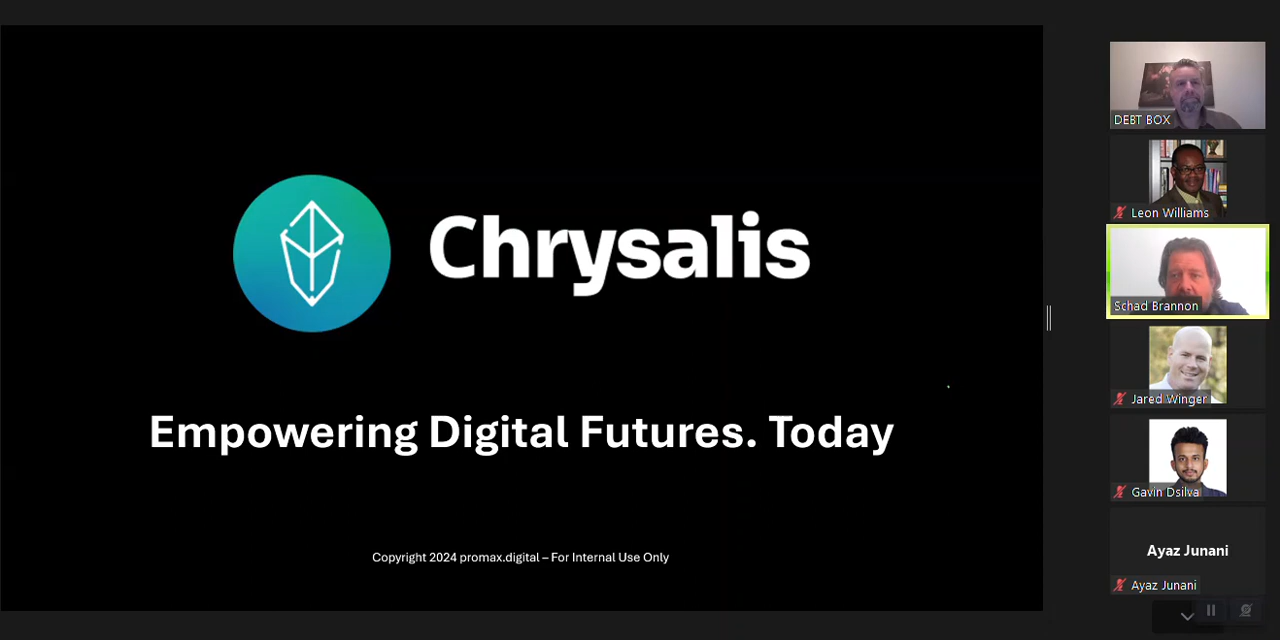 Chrysalis
Empowering Digital Futures. Today
Copyright 2024 promax.digital – For Internal Use Only
DEBT BOX
Leon Williams
Schad Brannon
Jared Winger
Gavin Dsilva
Ayaz Junani
Ayaz Junani